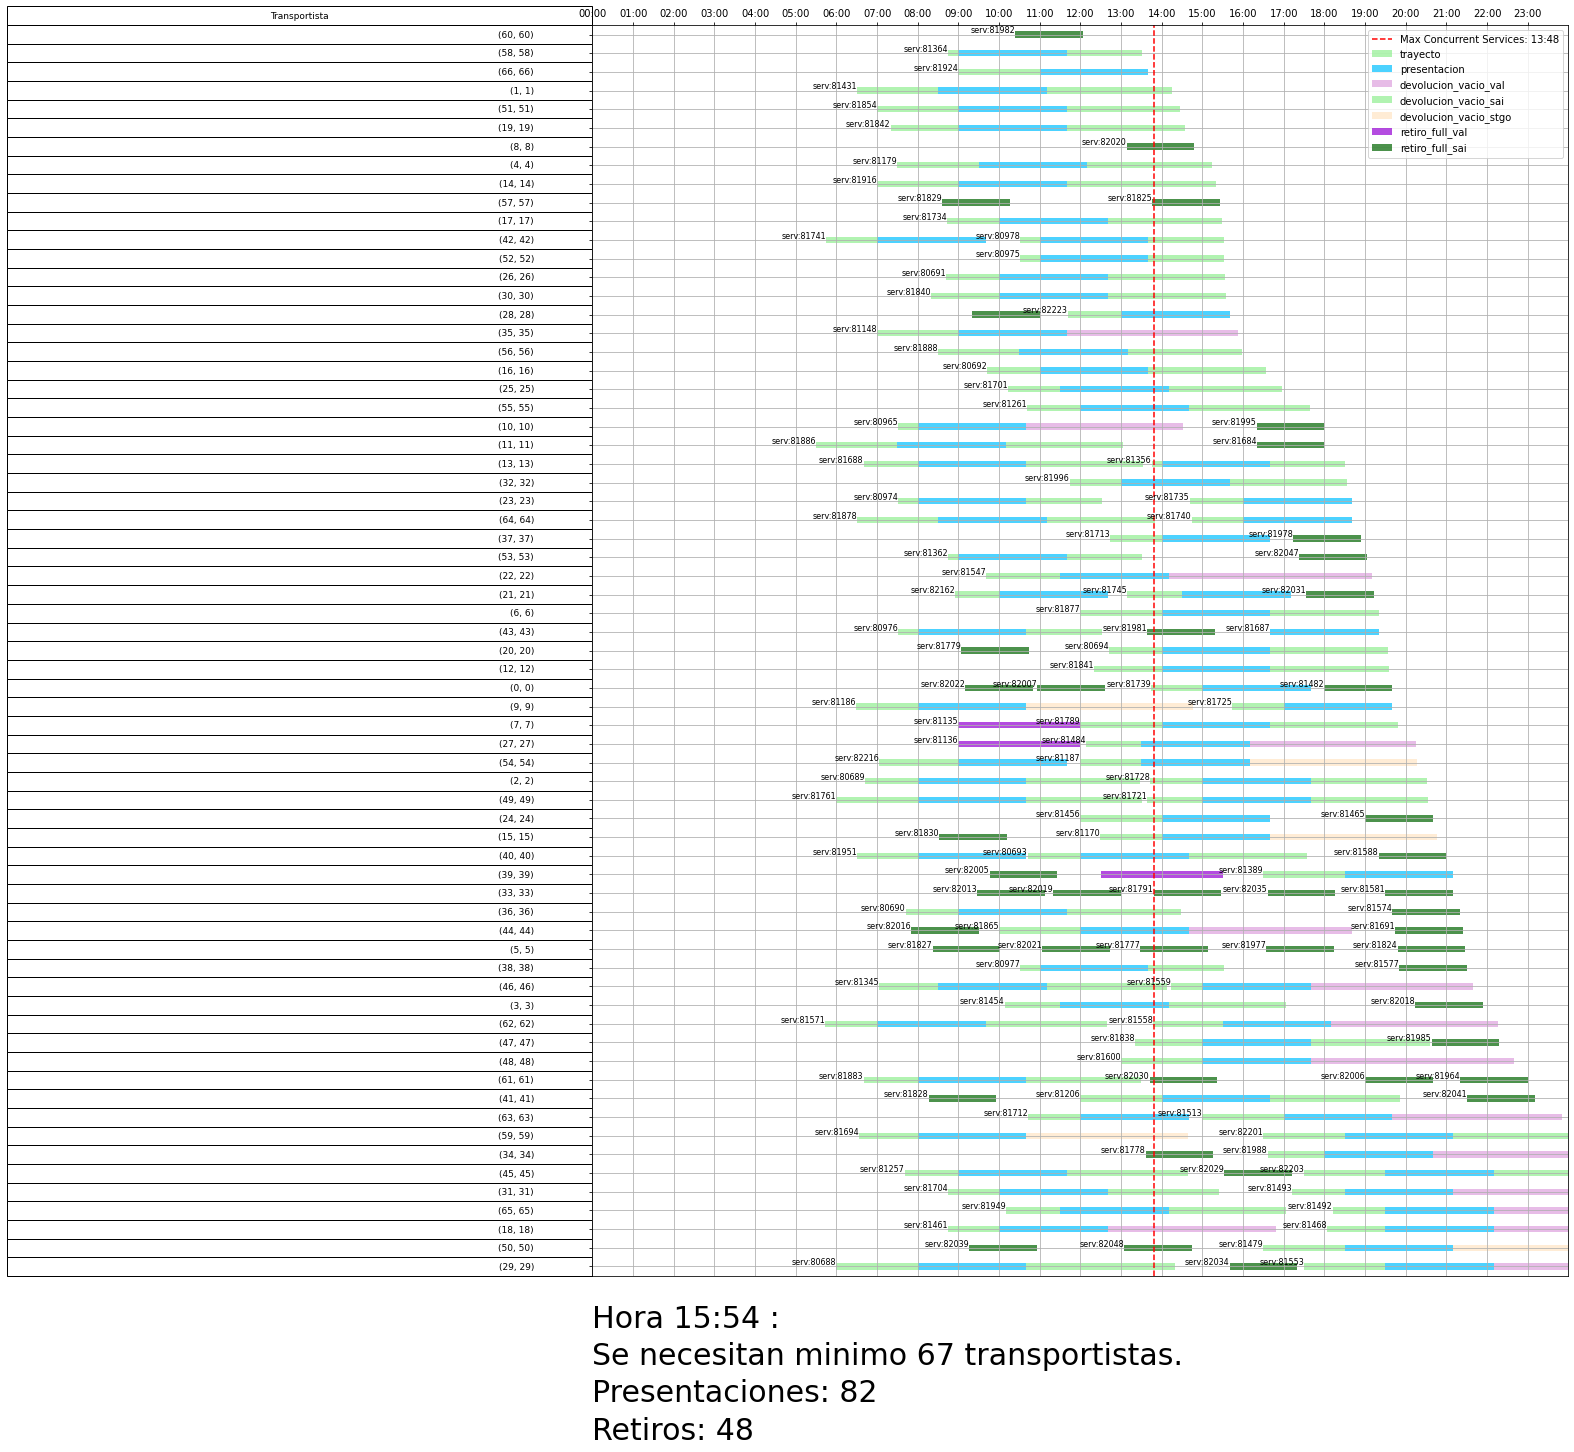 Transportista
00:00 01:00 02:00 03:00 04:00 05:00 06:00 07:00 08:00 09:00 10:00 11:00 12:00 13:00 14:00 15:00 16:00 17:00 18:00 19:00 20:00 21:00 22:00 23:00
Max Concurrent Services: 13:48
trayecto
presentacion
devolucion_vacio_val
devolucion_vacio_sai
devolucion_vacio_stgo
retiro_full_val
retiro_full_sai
(60, 60) serv:81982
(58, 58) serv:81364
(66, 66) serv:81924
(1, 1) serv:81431
(51, 51) serv:81854
(19, 19) serv:81842
(8, 8) serv:82020
(4, 4) serv:81179
(14, 14) serv:81916
(57, 57) serv:81829 serv:81825
(17, 17) serv:81734
(42, 42) serv:81741 serv:80978
(52, 52) serv:80975
(26, 26) serv:80691
(30, 30) serv:81840
(28, 28) serv:82223
(35, 35) serv:81148
(56, 56) serv:81888
(16, 16) serv:80692
(25, 25) serv:81701
(55, 55) serv:81261
(10, 10) serv:80965 serv:81995
(11, 11) serv:81886 serv:81684
(13, 13) serv:81688 serv:81356
(32, 32) serv:81996
(23, 23) serv:80974 serv:81735
(64, 64) serv:81878 serv:81740
(37, 37) serv:81713 serv:81978
(53, 53) serv:81362 serv:82047
(22, 22) serv:81547
(21, 21) serv:82162 serv:81745 serv:82031
(6, 6) serv:81877
(43, 43) serv:80976 serv:81981 serv:81687
(20, 20) serv:81779 serv:80694
(12, 12) serv:81841
(0, 0) serv:82022 serv:82007 serv:81739 serv:81482
(9, 9) serv:81186 serv:81725
(7, 7) serv:81135 serv:81789
(27, 27) serv:81136 serv:81484
(54, 54) serv:82216 serv:81187
(2, 2) serv:80689 serv:81728
(49, 49) serv:81761 serv:81721
(24, 24) serv:81456 serv:81465
(15, 15) serv:81830 serv:81170
(40, 40) serv:81951 serv:80693 serv:81588
(39, 39) serv:82005 serv:81389
(33, 33) serv:82013 serv:82019 serv:81791 serv:82035 serv:81581
(36, 36) serv:80690 serv:81574
(44, 44) serv:82016 serv:81865 serv:81691
(5, 5) serv:81827 serv:82021 serv:81777 serv:81977 serv:81824
(38, 38) serv:80977 serv:81577
(46, 46) serv:81345 serv:81559
(3, 3) serv:81454 serv:82018
(62, 62) serv:81571 serv:81558
(47, 47) serv:81838 serv:81985
(48, 48) serv:81600
(61, 61) serv:81883 serv:82030 serv:82006 serv:81964
(41, 41) serv:81828 serv:81206 serv:82041
(63, 63) serv:81712 serv:81513
(59, 59) serv:81694 serv:82201
(34, 34) serv:81778 serv:81988
(45, 45) serv:81257 serv:82029 serv:82203
(31, 31) serv:81704 serv:81493
(65, 65) serv:81949 serv:81492
(18, 18) serv:81461 serv:81468
(50, 50) serv:82039 serv:82048 serv:81479
(29, 29) serv:80688 serv:82034 serv:81553
Hora 15:54 :
Se necesitan minimo 67 transportistas.
Presentaciones: 82
Retiros: 48